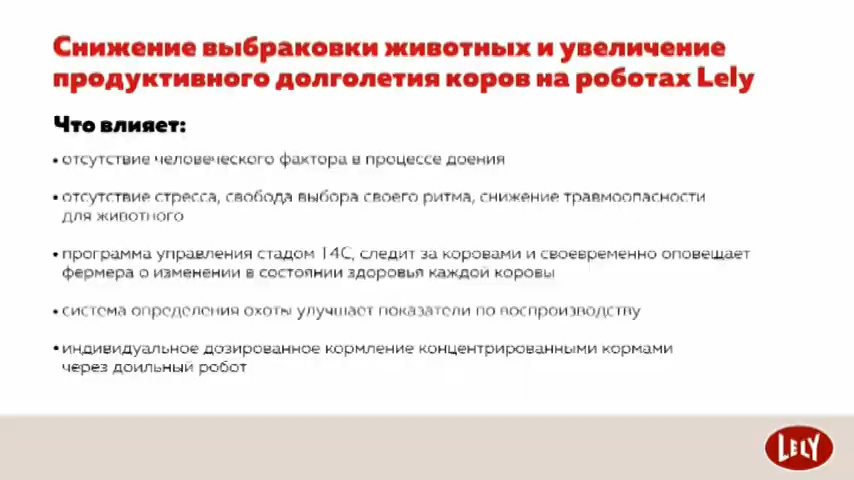 Снижение выбраковки животных и увеличение
продуктивного долголетия коров на роботах Lely
Что влияет:
• отсутствие человеческого фактора в процессе доения
• отсутствие стресса, свобода выбора своего ритма, снижение травмоопасности
для животного
• программа управления стадом T4C, следит за коровами и своевременно оповещает
фермера о изменении в состоянии здоровья каждой коровы
• система определения охоты улучшает показатели по воспроизводству
• индивидуальное дозированное кормление концентрированными кормами
через доильный робот
LELY